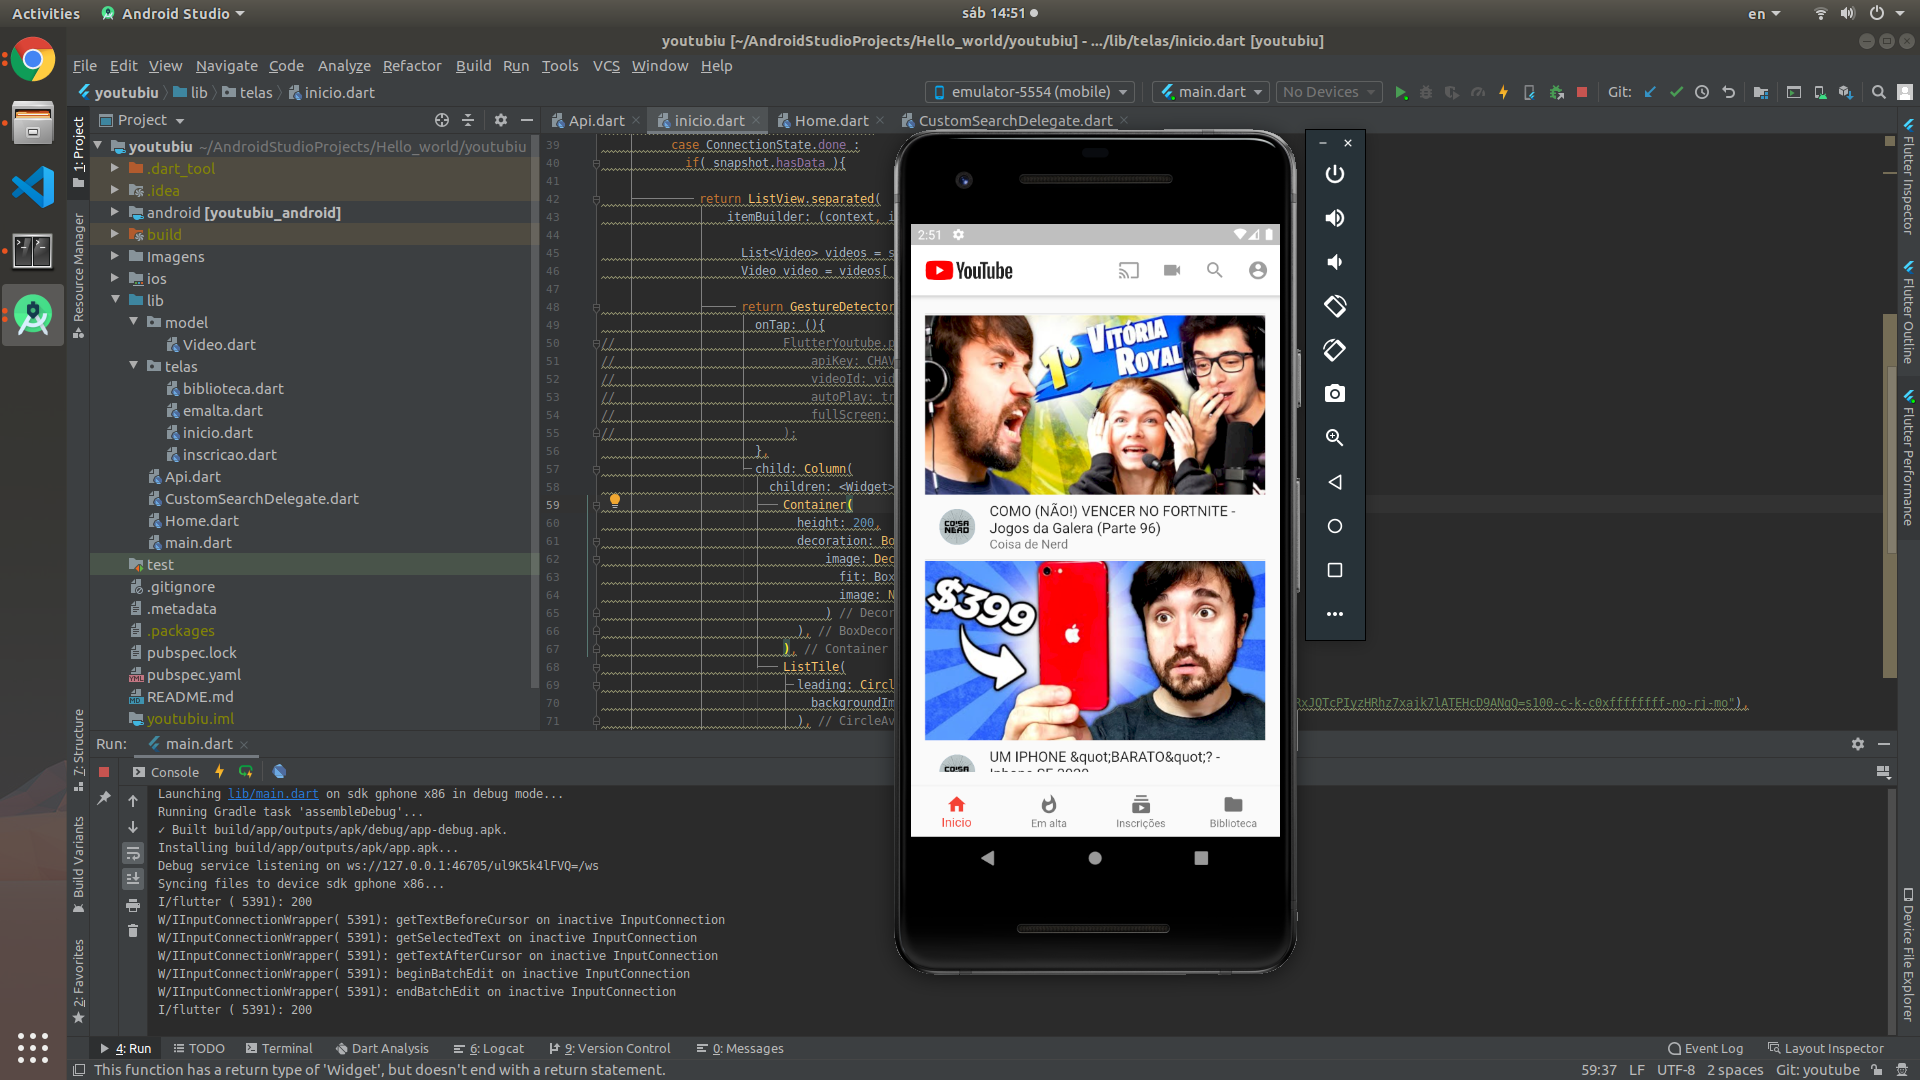 Activities
Android Studio
sáb 14:51
en
youtubiu [~/AndroidStudioProjects/Hello_world/youtubiu] - .../lib/telas/inicio.dart [youtubiu]
File Edit View Navigate Code Analyze Refactor Build Run Tools VCS Window Help
youtubiu lib telas inicio.dart
emulator-5554 (mobile) main.dart No Devices Git:
Project
Api.dart inicio.dart Home.dart CustomSearchDelegate.dart
1: Project
Resource Manager
7: Structure
Build Variants
2: Favorites
youtubiu ~/AndroidStudioProjects/Hello_world/youtubiu
.dart_tool
.idea
android [youtubiu_android]
build
Imagens
ios
lib
model
Video.dart
telas
biblioteca.dart
emalta.dart
inicio.dart
inscricao.dart
Api.dart
CustomSearchDelegate.dart
Home.dart
main.dart
test
.gitignore
.metadata
.packages
pubspec.lock
pubspec.yaml
README.md
youtubiu.iml
39 case ConnectionState.done :
40 if( snapshot.hasData ){
41
42 return ListView.separated(
43 itemBuilder: (context, i
44
45 List<Video> videos = s
46 Video video = videos[
47
48 return GestureDetector
49 onTap: (){
50 // FlutterYoutube.p
51 // apiKey: CHAV
52 // videoId: vid
53 // autoPlay: tr
54 // fullScreen:
55 // );
56 },
57 child: Column(
58 children: <Widget>
59 Container(
60 height: 200,
61 decoration: Bo
62 image: Dec
63 fit: Box
64 image: N
65 ) // Decor
66 ), // BoxDecor
67 ), // Container
68 ListTile(
69 leading: Circl
70 backgroundIm
RxJQTcPIyzHRhz7xajk7lATEHcD9ANgQ=s100-c-k-c0xffffffff-no-rj-mo"),
71 ), // CircleAv
2:51
YouTube
1º VITÓRIA
ROYAL
COISA
NERD
COMO (NÃO!) VENCER NO FORTNITE -
Jogos da Galera (Parte 96)
Coisa de Nerd
$399
UM IPHONE &quot;BARATO&quot;? -
Iphone SE 2020
Inicio Em alta Inscrições Biblioteca
Flutter Inspector
Flutter Outline
Flutter Performance
Device File Explorer
Run: main.dart
Console
Launching lib/main.dart on sdk gphone x86 in debug mode...
Running Gradle task 'assembleDebug'...
✓ Built build/app/outputs/apk/debug/app-debug.apk.
Installing build/app/outputs/apk/app.apk...
Debug service listening on ws://127.0.0.1:46705/ul9K5k4lFVQ=/ws
Syncing files to device sdk gphone x86...
I/flutter ( 5391): 200
W/IInputConnectionWrapper( 5391): getTextBeforeCursor on inactive InputConnection
W/IInputConnectionWrapper( 5391): getSelectedText on inactive InputConnection
W/IInputConnectionWrapper( 5391): getTextAfterCursor on inactive InputConnection
W/IInputConnectionWrapper( 5391): beginBatchEdit on inactive InputConnection
W/IInputConnectionWrapper( 5391): endBatchEdit on inactive InputConnection
I/flutter ( 5391): 200
4: Run TODO Terminal Dart Analysis 6: Logcat 9: Version Control 0: Messages Event Log Layout Inspector
This function has a return type of 'Widget', but doesn't end with a return statement.
59:37 LF UTF-8 2 spaces Git: youtube